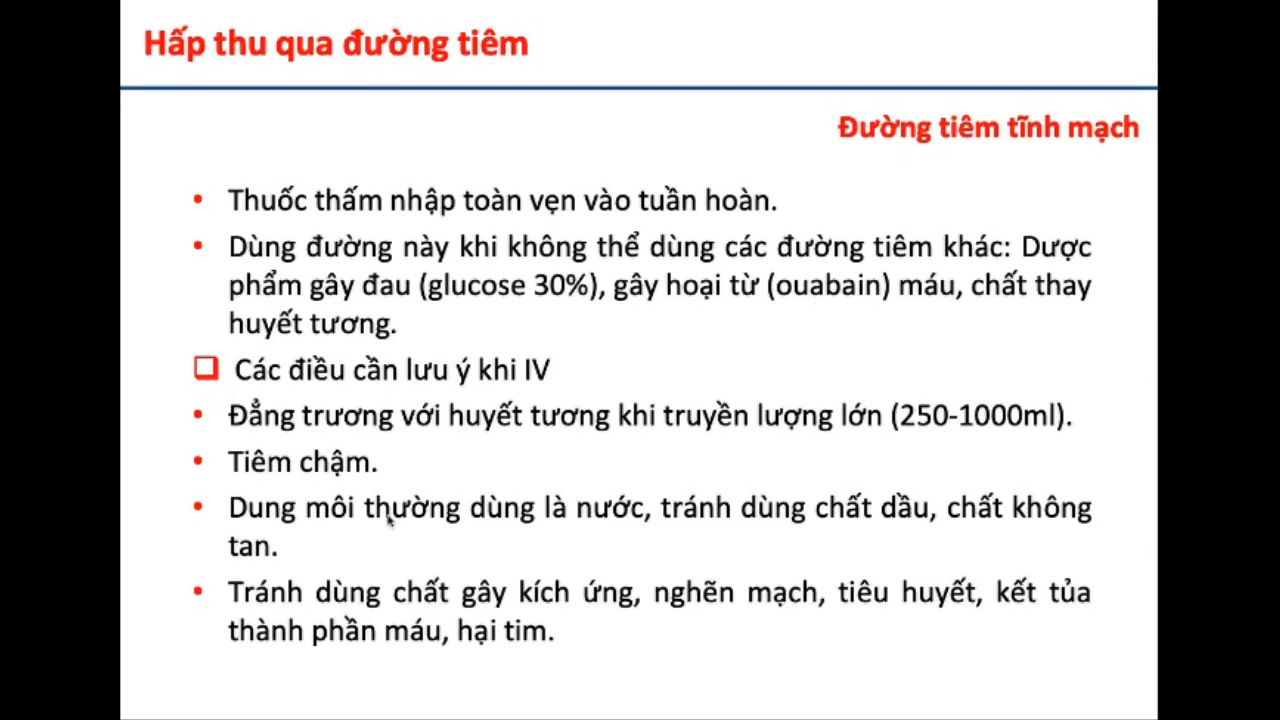 Hấp thu qua đường tiêm
Đường tiêm tĩnh mạch
• Thuốc thấm nhập toàn vẹn vào tuần hoàn.
• Dùng đường này khi không thể dùng các đường tiêm khác: Dược
phẩm gây đau (glucose 30%), gây hoại từ (ouabain) máu, chất thay
huyết tương.
❑ Các điều cần lưu ý khi IV
• Đẳng trương với huyết tương khi truyền lượng lớn (250-1000ml).
• Tiêm chậm.
• Dung môi thường dùng là nước, tránh dùng chất dầu, chất không
tan.
• Tránh dùng chất gây kích ứng, nghẽn mạch, tiêu huyết, kết tủa
thành phần máu, hại tim.